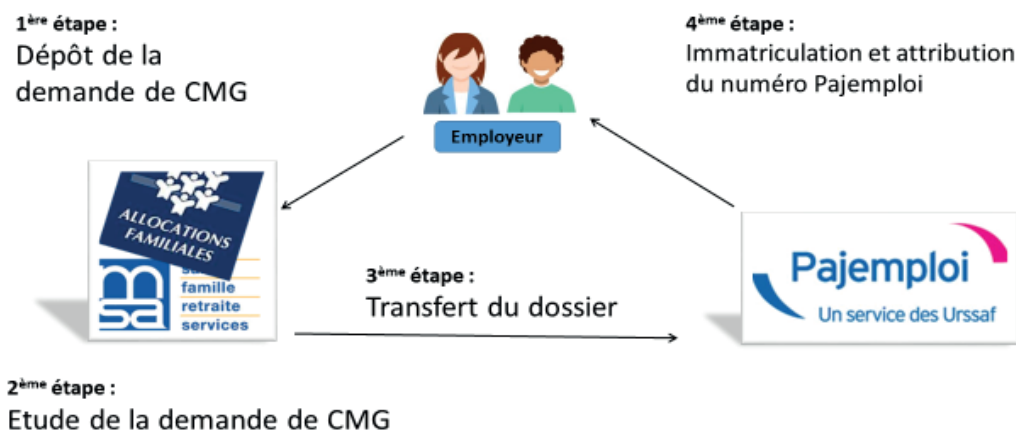 1ère étape :
Dépôt de la
demande de CMG
4ème étape :
Immatriculation et attribution
du numéro Pajemploi
Employeur
ALLOCATIONS
FAMILIALES
msa
famille
retraite
services
3ème étape :
Transfert du dossier
Pajemploi
Un service des Urssaf
2ème étape :
Etude de la demande de CMG